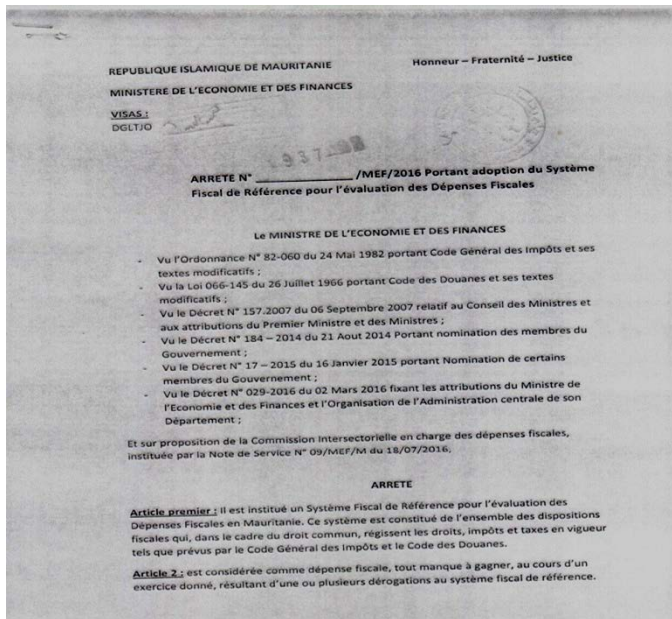 REPUBLIQUE ISLAMIQUE DE MAURITANIE
Honneur – Fraternité – Justice
MINISTERE DE L'ECONOMIE ET DES FINANCES
VISAS :
DGLTJO
ARRETE N° ____________ /MEF/2016 Portant adoption du Système
Fiscal de Référence pour l'évaluation des Dépenses Fiscales
Le MINISTRE DE L'ECONOMIE ET DES FINANCES
- Vu l'Ordonnance N° 82-060 du 24 Mai 1982 portant Code Général des Impôts et ses
textes modificatifs ;
- Vu la Loi 066-145 du 26 Juillet 1966 portant Code des Douanes et ses textes
modificatifs ;
- Vu le Décret N° 157.2007 du 06 Septembre 2007 relatif au Conseil des Ministres et
aux attributions du Premier Ministre et des Ministres ;
- Vu le Décret N° 184 – 2014 du 21 Aout 2014 Portant nomination des membres du
Gouvernement ;
- Vu le Décret N° 17 – 2015 du 16 Janvier 2015 portant Nomination de certains
membres du Gouvernement ;
- Vu le Décret N° 029-2016 du 02 Mars 2016 fixant les attributions du Ministre de
l'Economie et des Finances et l'Organisation de l'Administration centrale de son
Département ;
Et sur proposition de la Commission Intersectorielle en charge des dépenses fiscales,
instituée par la Note de Service N° 09/MEF/M du 18/07/2016.
ARRETE
Article premier : Il est institué un Système Fiscal de Référence pour l'évaluation des
Dépenses Fiscales en Mauritanie. Ce système est constitué de l'ensemble des dispositions
fiscales qui, dans le cadre du droit commun, régissent les droits, impôts et taxes en vigueur
tels que prévus par le Code Général des Impôts et le Code des Douanes.
Article 2 : est considérée comme dépense fiscale, tout manque à gagner, au cours d'un
exercice donné, résultant d'une ou plusieurs dérogations au système fiscal de référence.